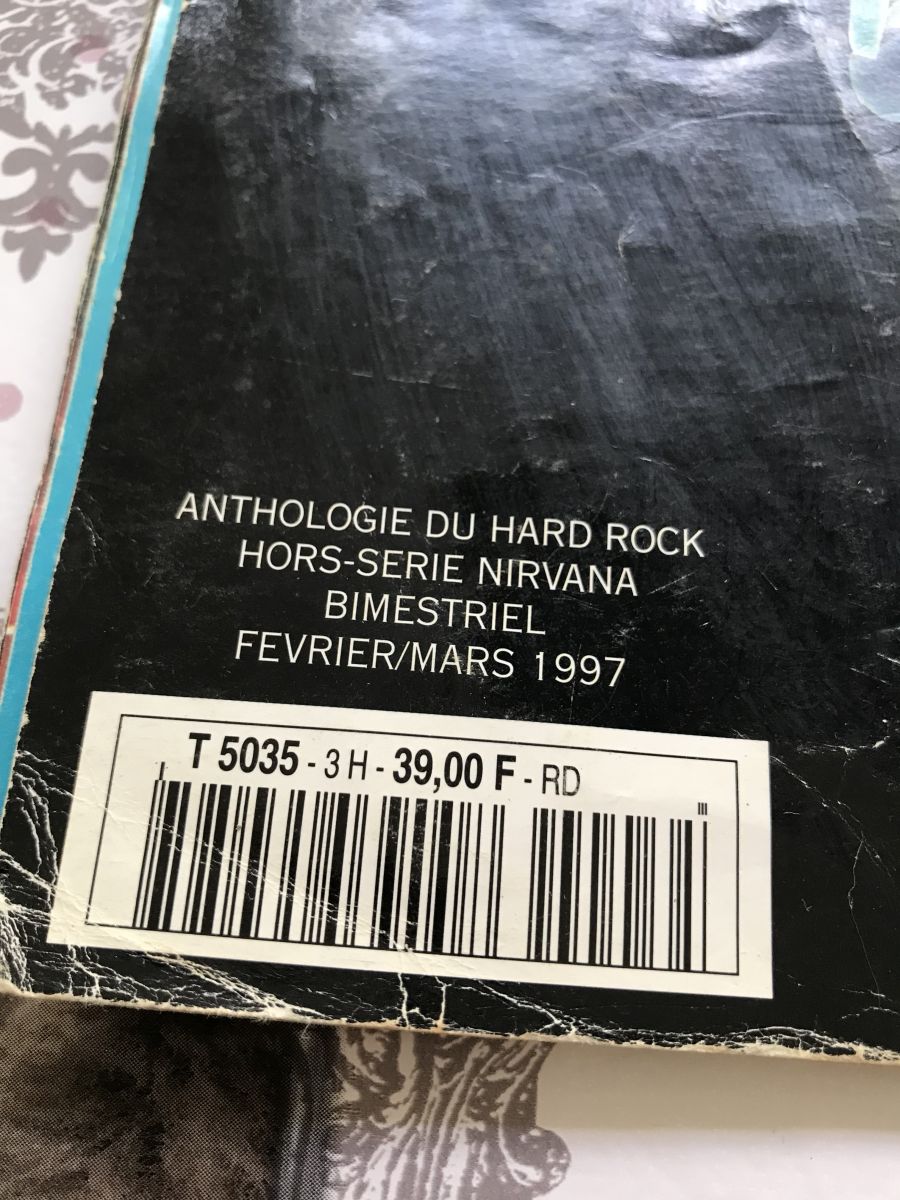 ANTHOLOGIE DU HARD ROCK
HORS-SERIE NIRVANA
BIMESTRIEL
FEVRIER/MARS 1997
T 5035 - 3 H - 39,00 F - RD